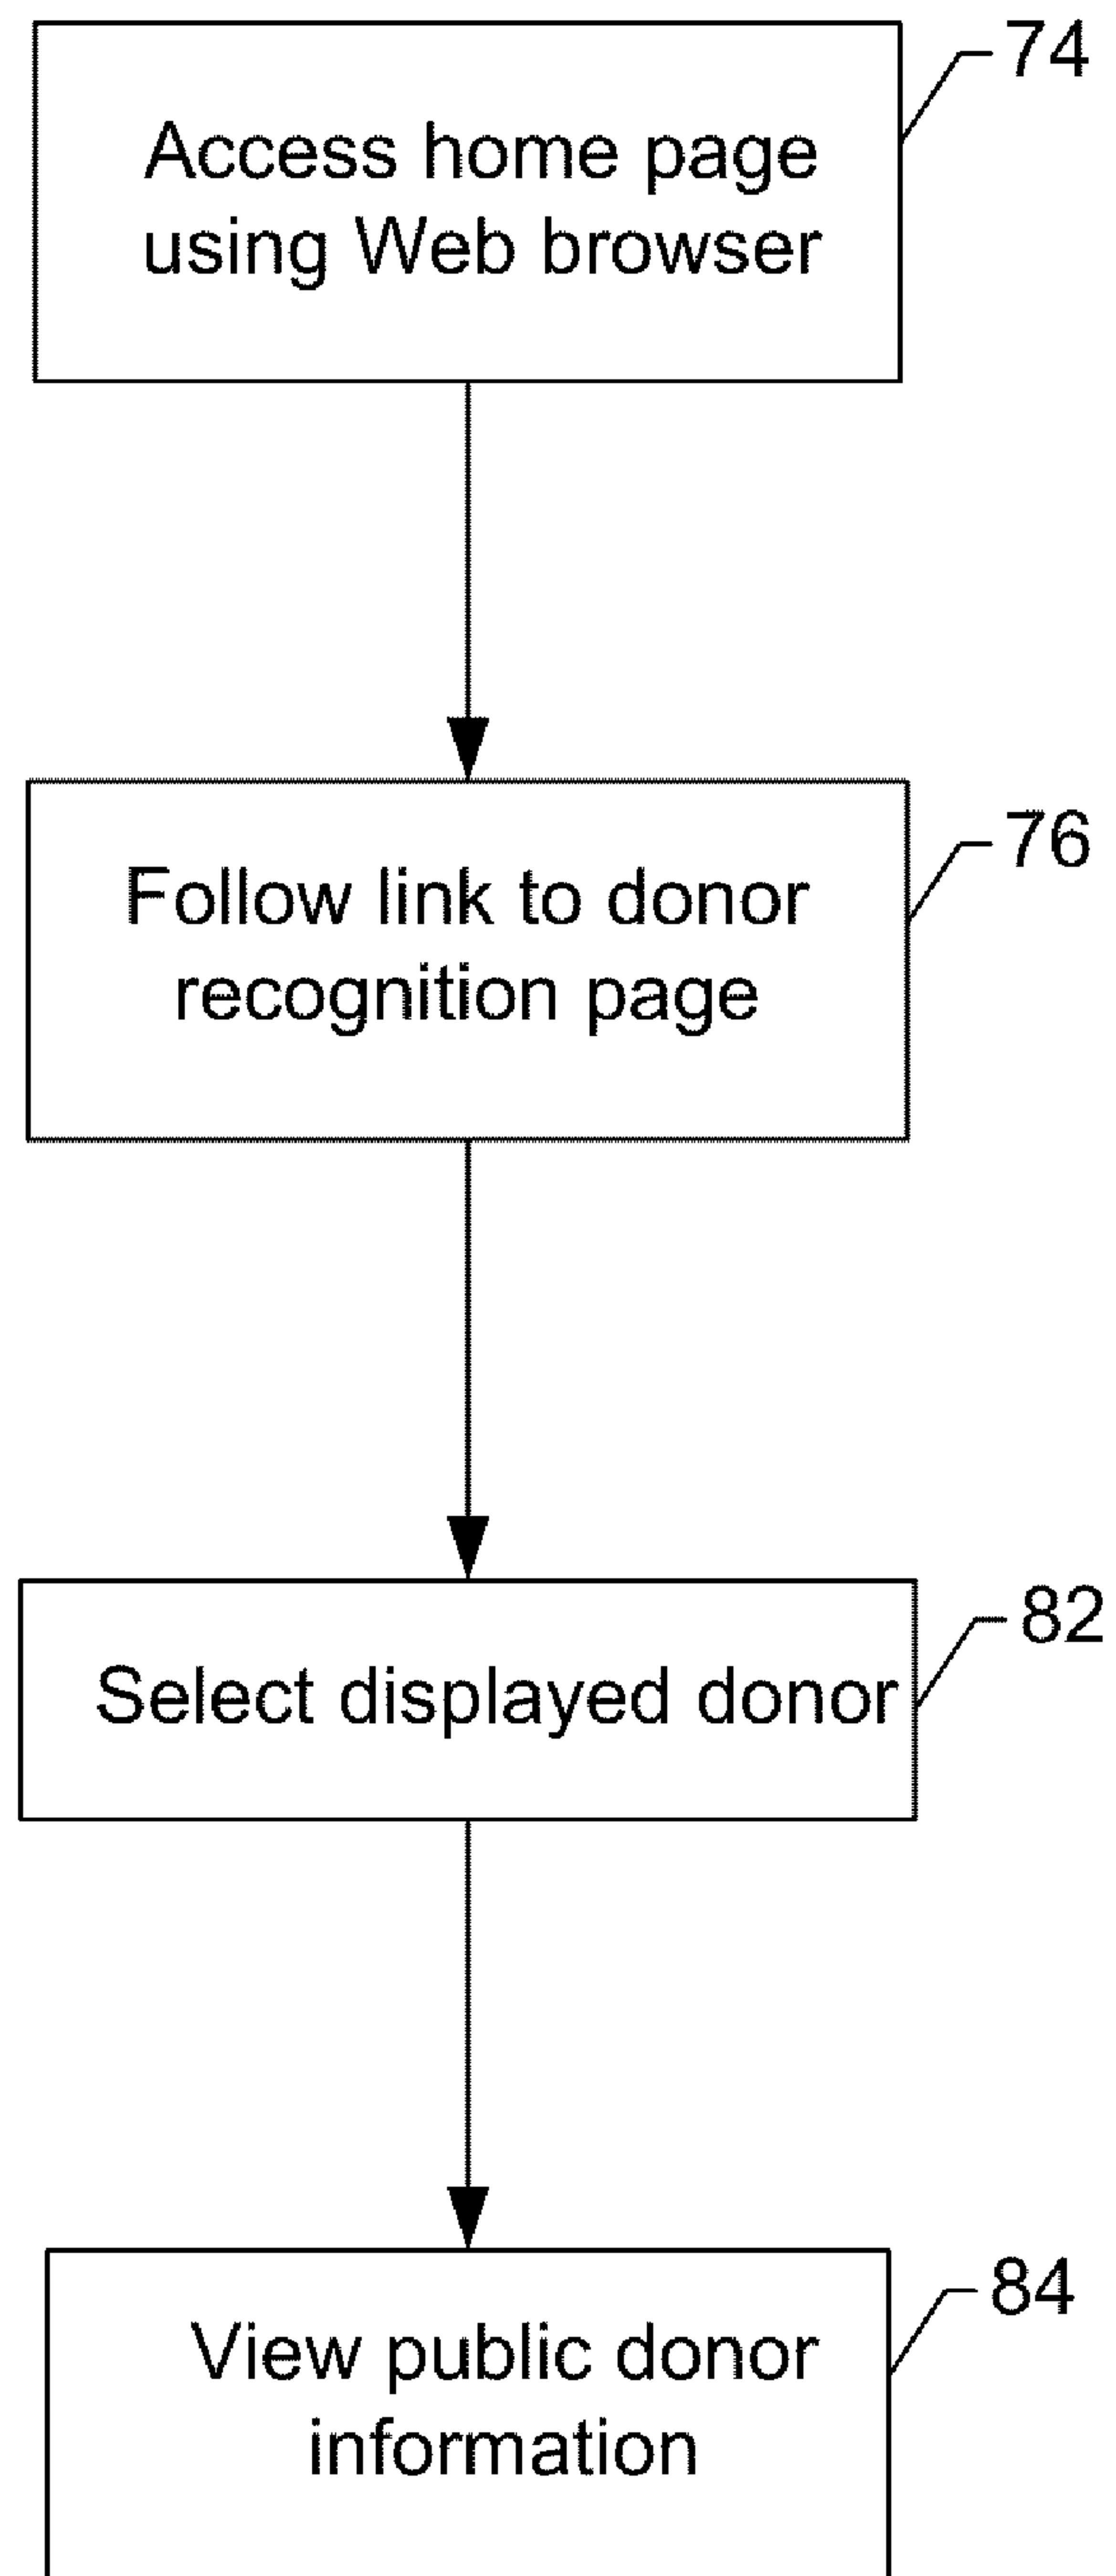 74
Access home page
using Web browser
76
Follow link to donor
recognition page
82
Select displayed donor
84
View public donor
information